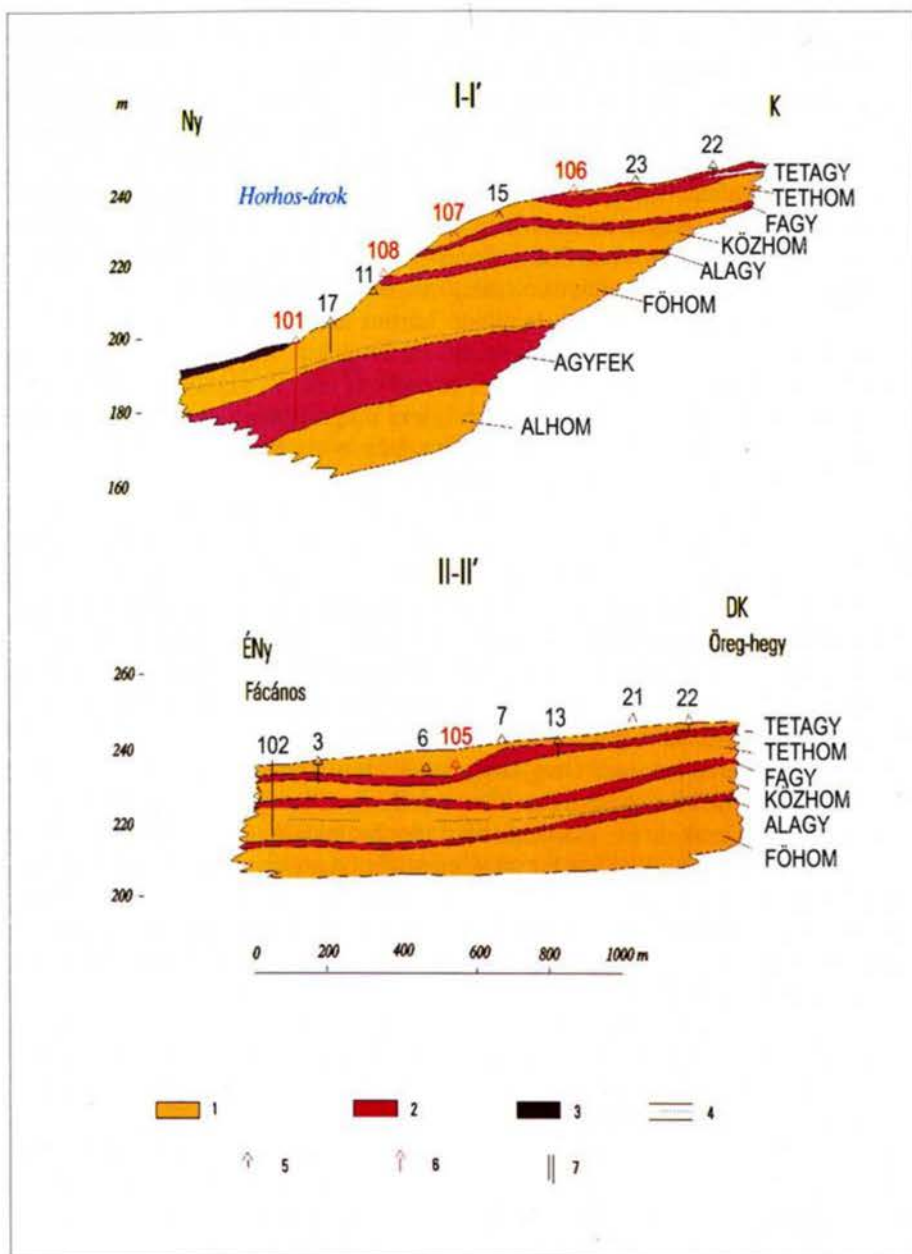 I-I'
m
Ny
K
Horhos-árok
22
106
23
TETAGY
240
15
TETHOM
107
FAGY
KÖZHOM
108
220
11
ALAGY
17
FÖHOM
101
200
AGYFEK
180
ALHOM
160
II-II'
DK
ÉNy
Öreg-hegy
260
Fácános
21
22
7
13
TETAGY
102
3
6
105
240
TETHOM
FAGY
KÖZHOM
220
ALAGY
FÖHOM
200
0 200 400 600 800 1000 m
1 2 3 4
5 6 7